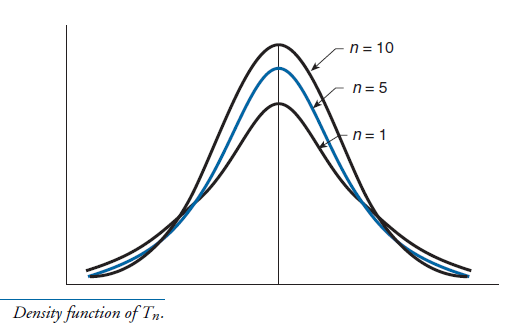 n = 10
n = 5
n = 1
Density function of Tn.